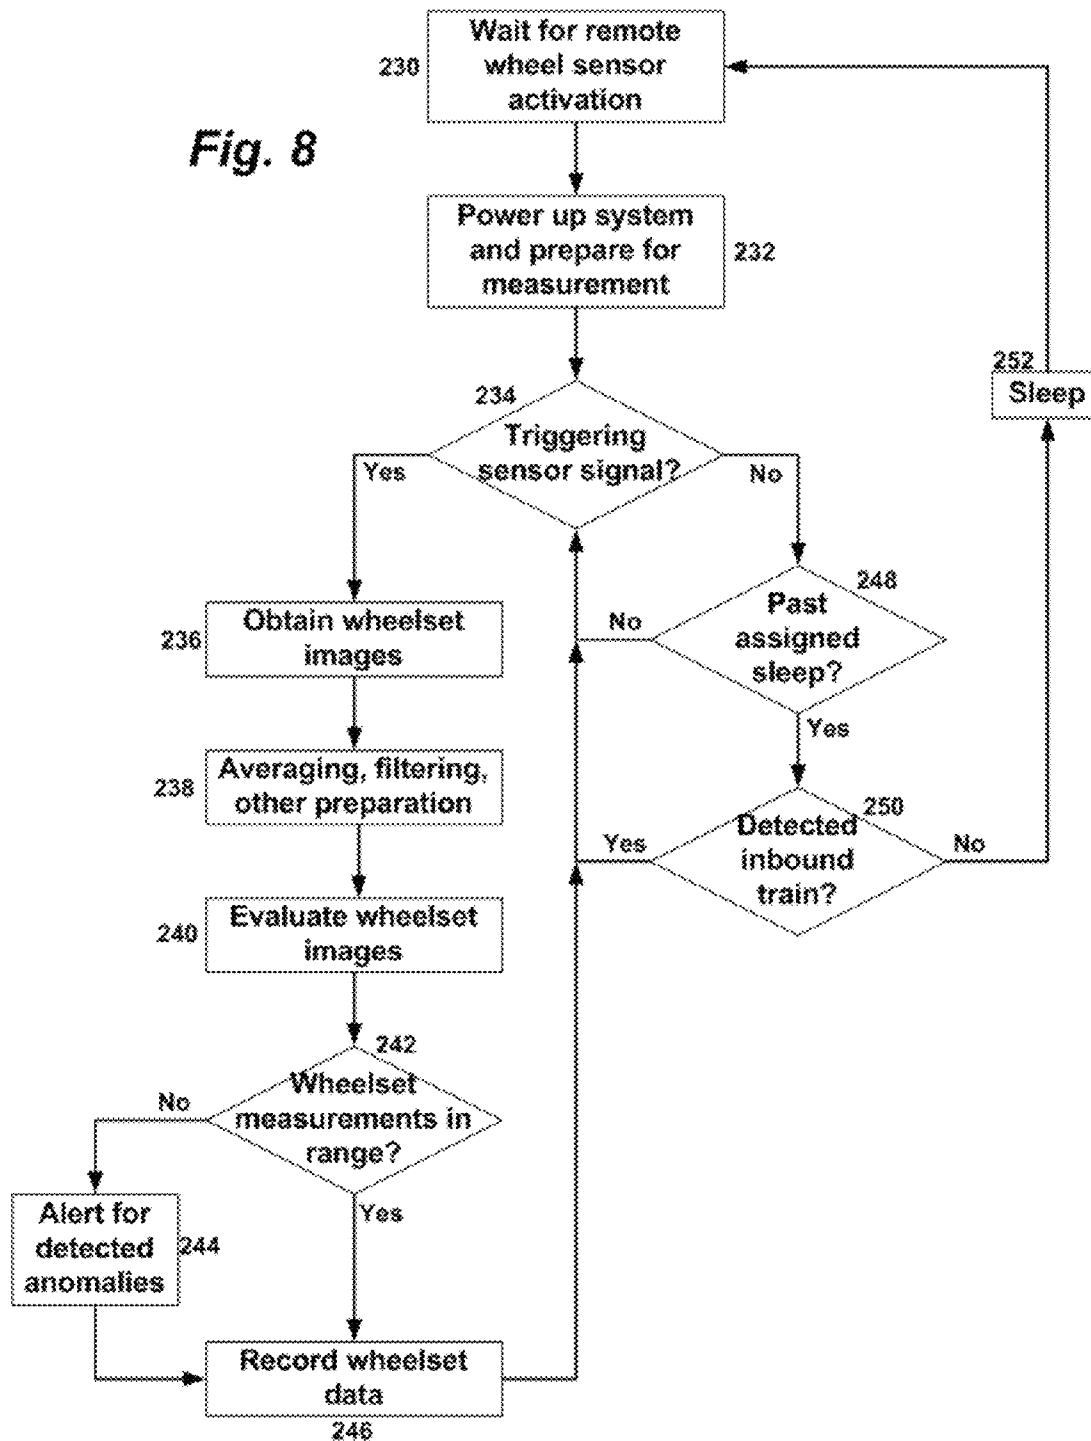 Wait for remote
wheel sensor
activation
230
Fig. 8
Power up system
and prepare for
measurement
232
234
Triggering
sensor signal?
Yes
No
252
Sleep
236
Obtain wheelset
images
248
Past
assigned
sleep?
No
Yes
238
Averaging, filtering,
other preparation
250
Detected
inbound
train?
Yes
No
240
Evaluate wheelset
images
242
Wheelset
measurements in
range?
No
Yes
Alert for
detected
anomalies
244
Record wheelset
data
246